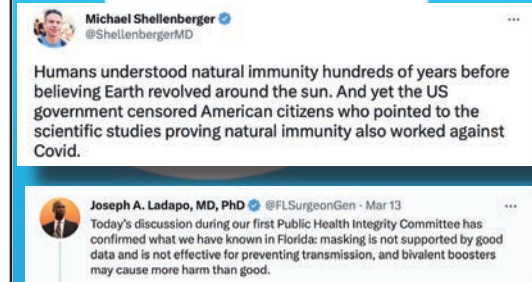 Michael Shellenberger
@ShellenbergerMD
Humans understood natural immunity hundreds of years before
believing Earth revolved around the sun. And yet the US
government censored American citizens who pointed to the
scientific studies proving natural immunity also worked against
Covid.
Joseph A. Ladapo, MD, PhD @FLSurgeonGen · Mar 13
Today's discussion during our first Public Health Integrity Committee has
confirmed what we have known in Florida: masking is not supported by good
data and is not effective for preventing transmission, and bivalent boosters
may cause more harm than good.